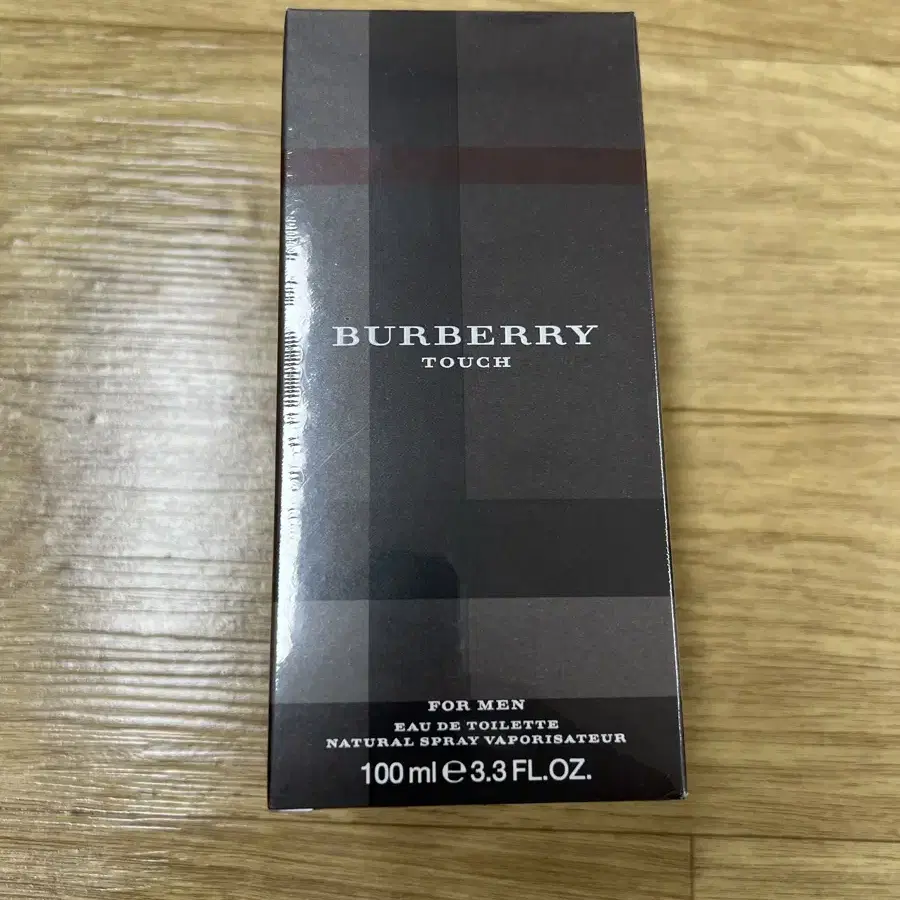 BURBERRY
TOUCH
FOR MEN
EAU DE TOILETTE
NATURAL SPRAY VAPORISATEUR
100 ml ℮ 3.3 FL.OZ.